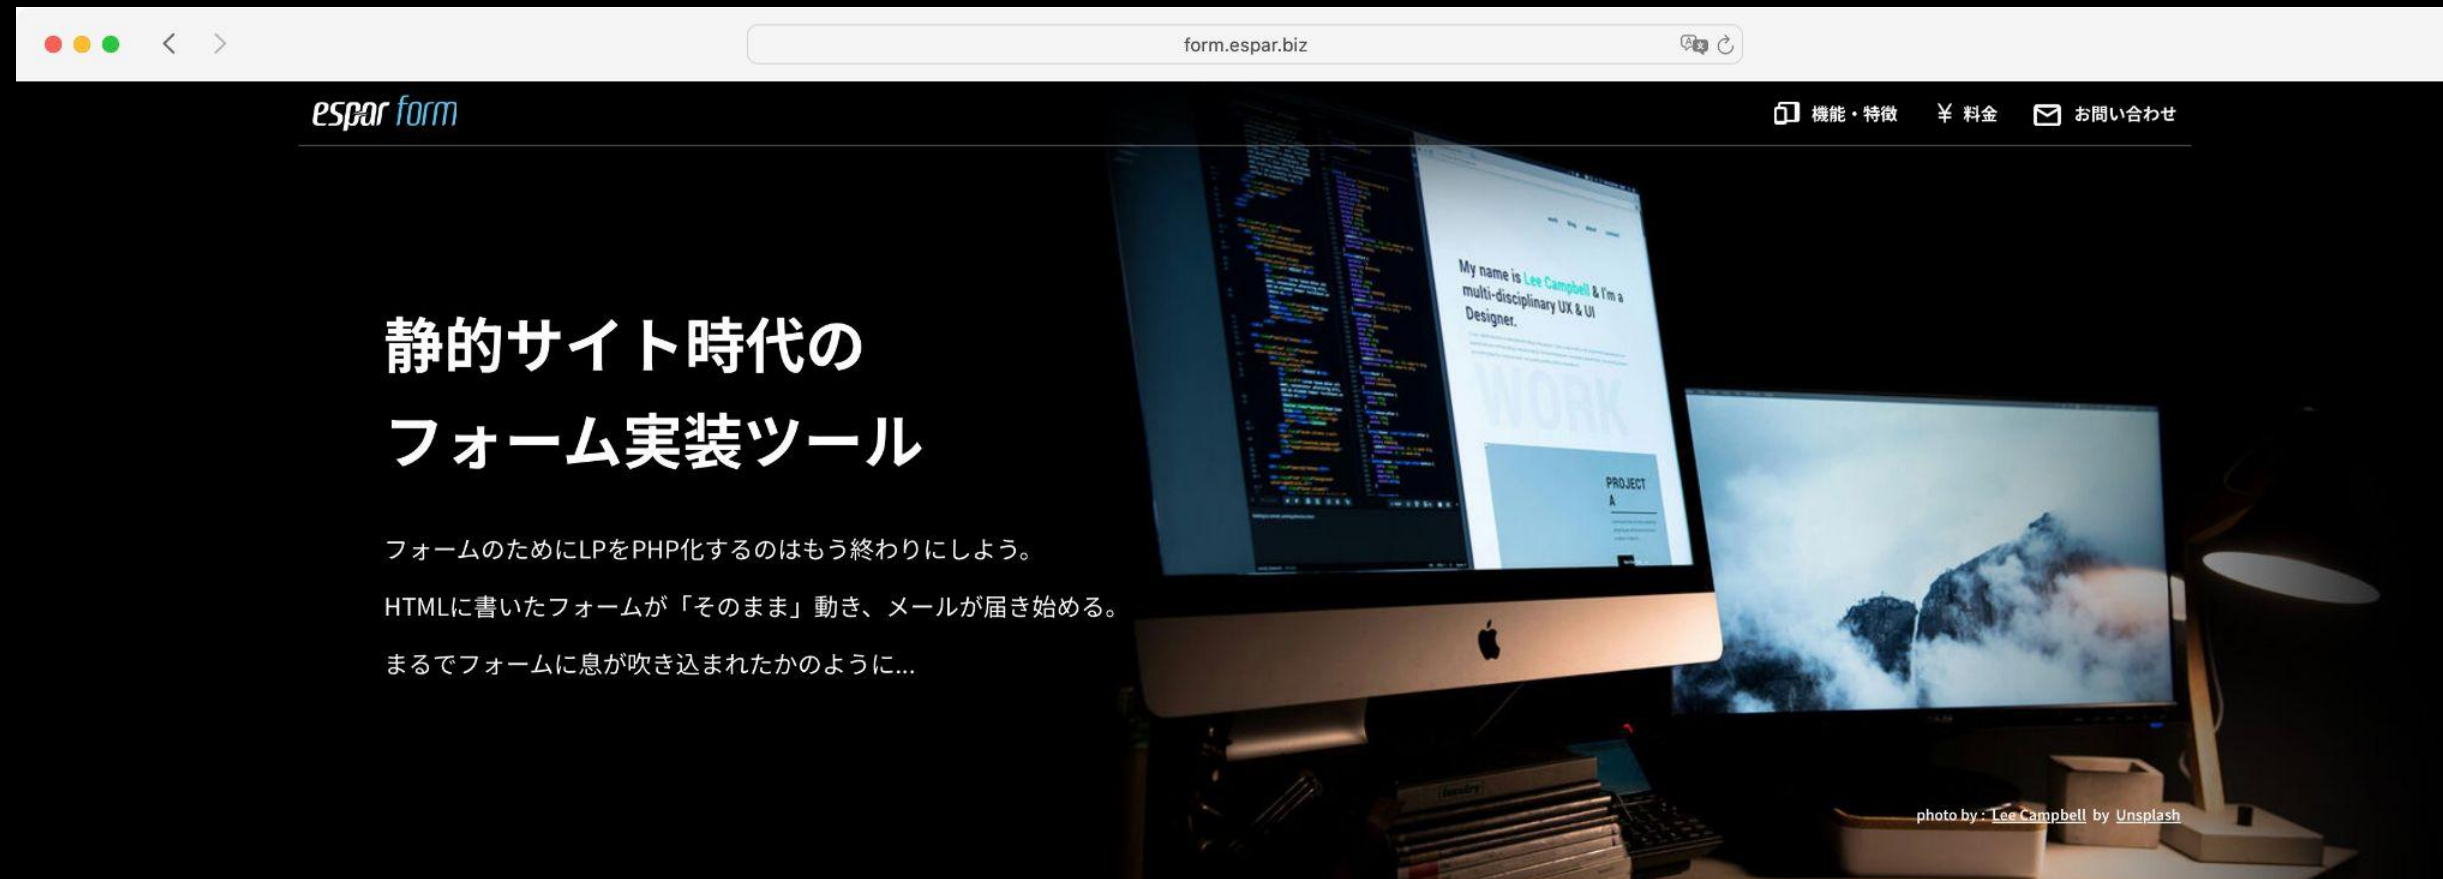 form.espar.biz
espar form
機能・特徴
¥ 料金
お問い合わせ
静的サイト時代の
フォーム実装ツール
フォームのためにLPをPHP化するのはもう終わりにしよう。
HTMLに書いたフォームが「そのまま」動き、メールが届き始める。
まるでフォームに息が吹き込まれたかのように...
work blog about contact
My name is Lee Campbell & I'm a
multi-disciplinary UX & UI
Designer.
WORK
PROJECT
A
photo by : Lee Campbell by Unsplash